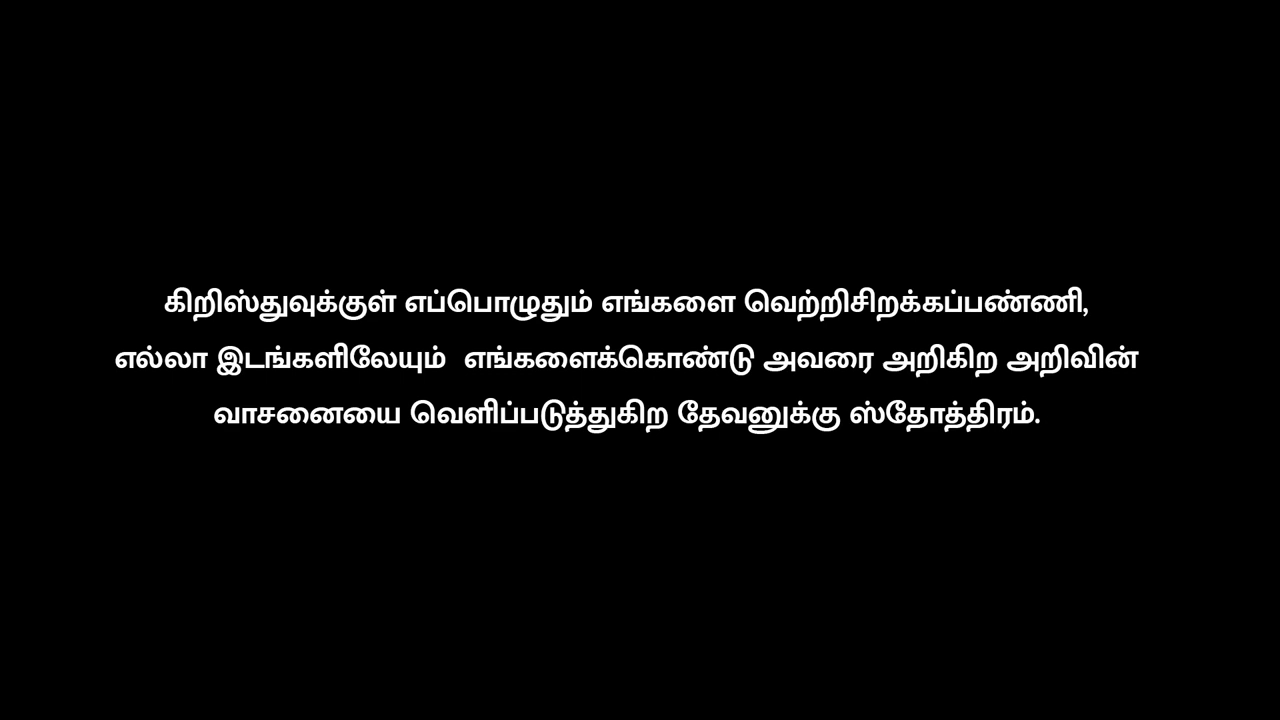 கிறிஸ்துவுக்குள் எப்பொழுதும் எங்களை வெற்றிசிறக்கப்பண்ணி,
எல்லா இடங்களிலேயும்  எங்களைக்கொண்டு அவரை அறிகிற அறிவின்
வாசனையை வெளிப்படுத்துகிற தேவனுக்கு ஸ்தோத்திரம்.